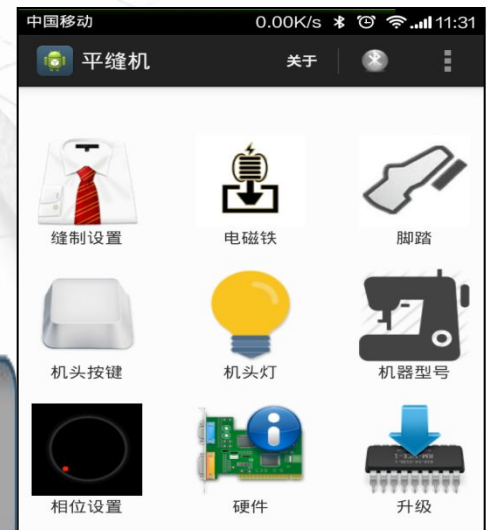 中国移动 0.00K/s 11:31
平缝机 关于
缝制设置 电磁铁 脚踏
机头按键 机头灯 机器型号
相位设置 硬件 升级